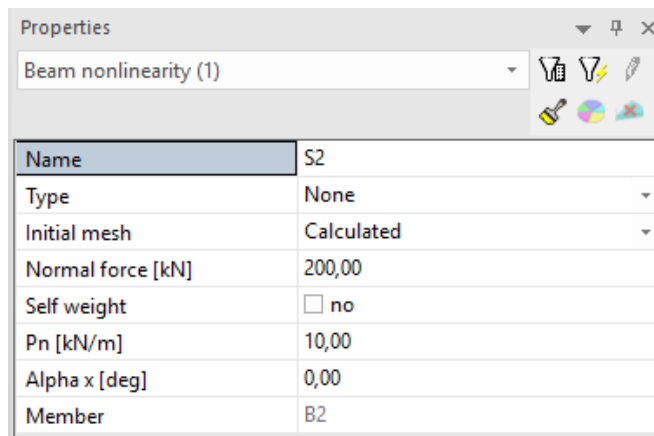 Properties
Beam nonlinearity (1)
Name S2
Type None
Initial mesh Calculated
Normal force [kN] 200,00
Self weight no
Pn [kN/m] 10,00
Alpha x [deg] 0,00
Member B2